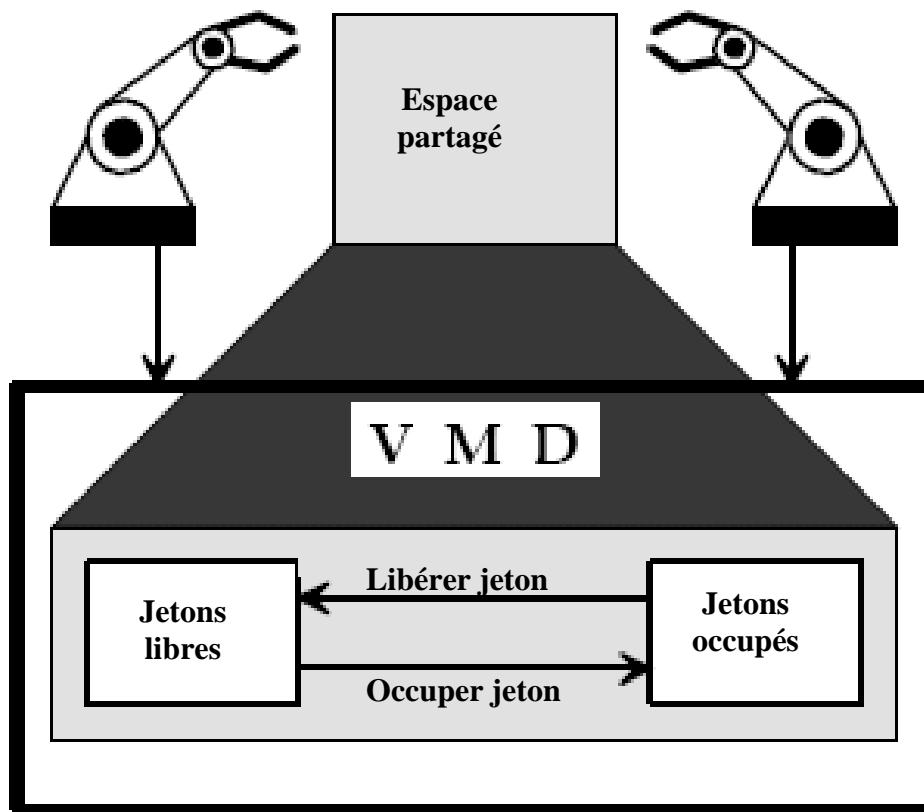 Espace
partagé
V M D
Libérer jeton
Jetons
libres
Jetons
occupés
Occuper jeton